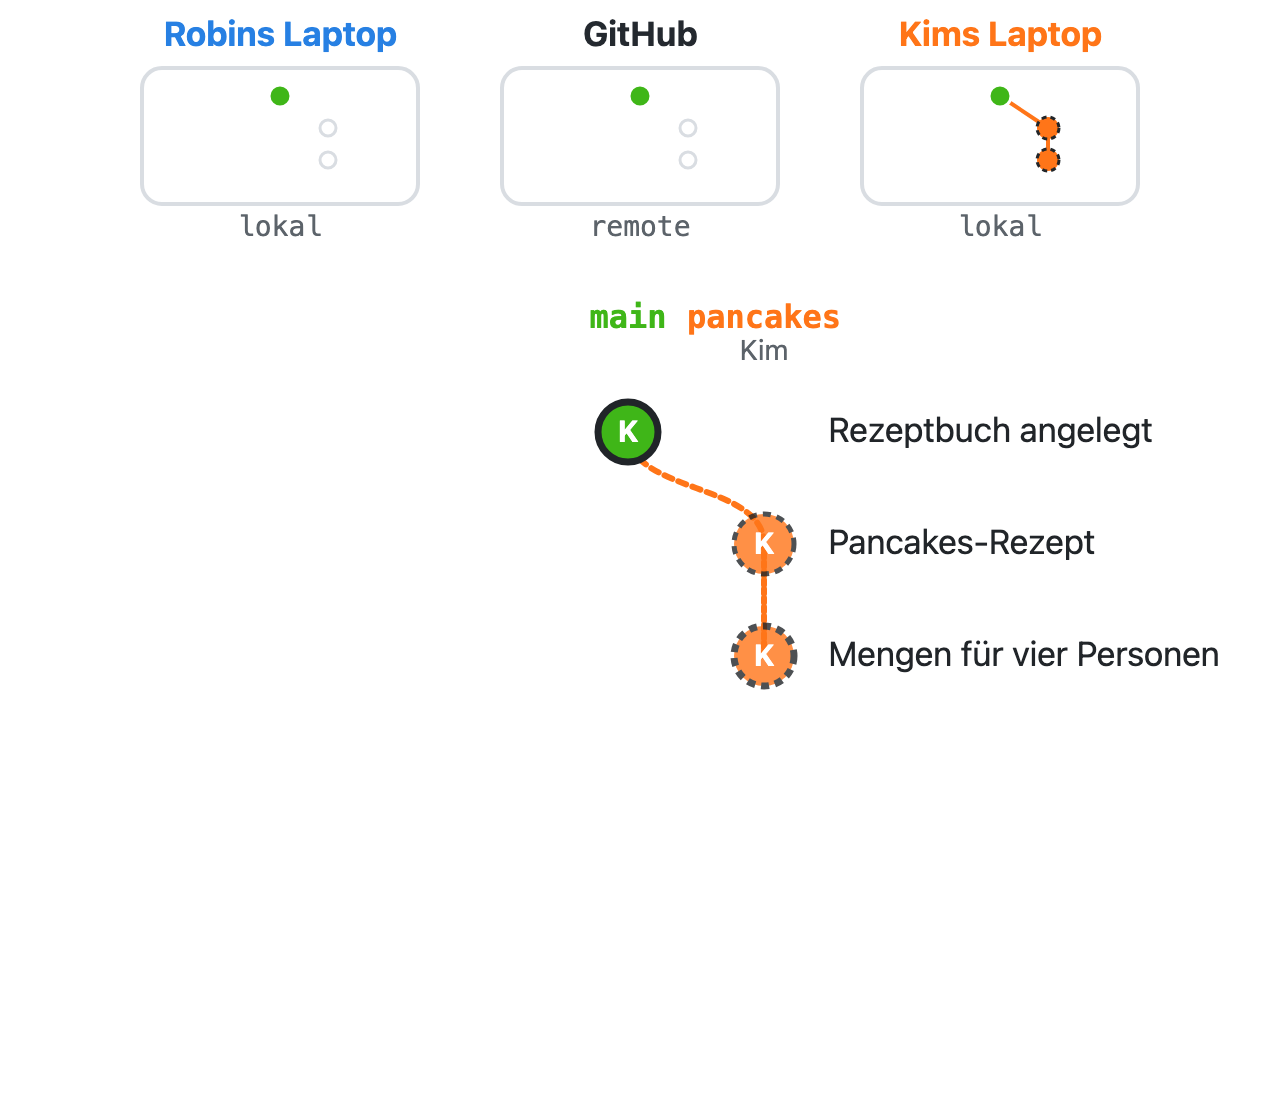 Robins Laptop
GitHub
Kims Laptop
lokal
remote
lokal
main pancakes
Kim
K Rezeptbuch angelegt
K Pancakes-Rezept
K Mengen für vier Personen